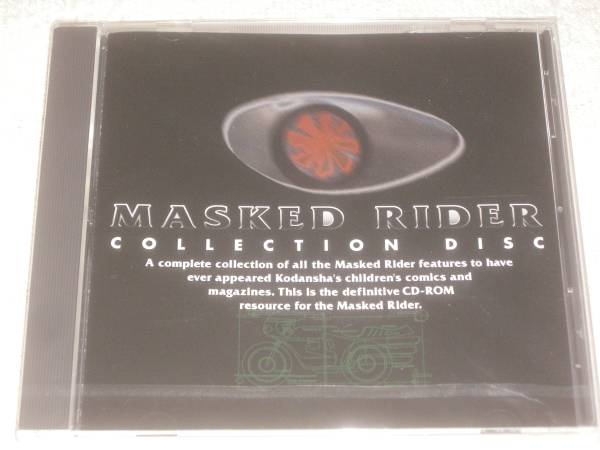 MASKED RIDER
COLLECTION DISC
A complete collection of all the Masked Rider features to have
ever appeared Kodansha's children's comics and
magazines. This is the definitive CD-ROM
resource for the Masked Rider.